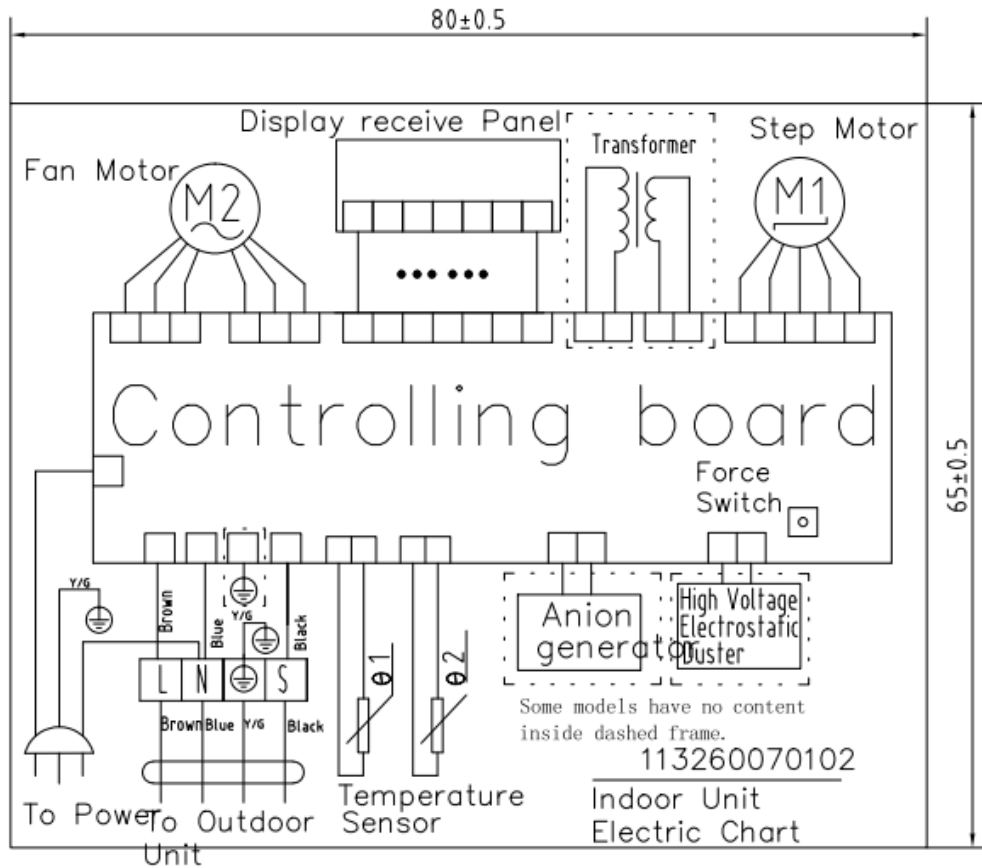 80±0.5
Display receive Panel
Transformer
Step Motor
Fan Motor
M2
M1
65±0.5
Controlling board
Force
Switch
Y/G
Brown
Blue
Y/G
Black
L N S
Brown Blue Y/G Black
θ1
θ2
Anion
generator
High Voltage
Electrostatic
Duster
Some models have no content
inside dashed frame.
113260070102
To Power
To Outdoor
Unit
Temperature
Sensor
Indoor Unit
Electric Chart